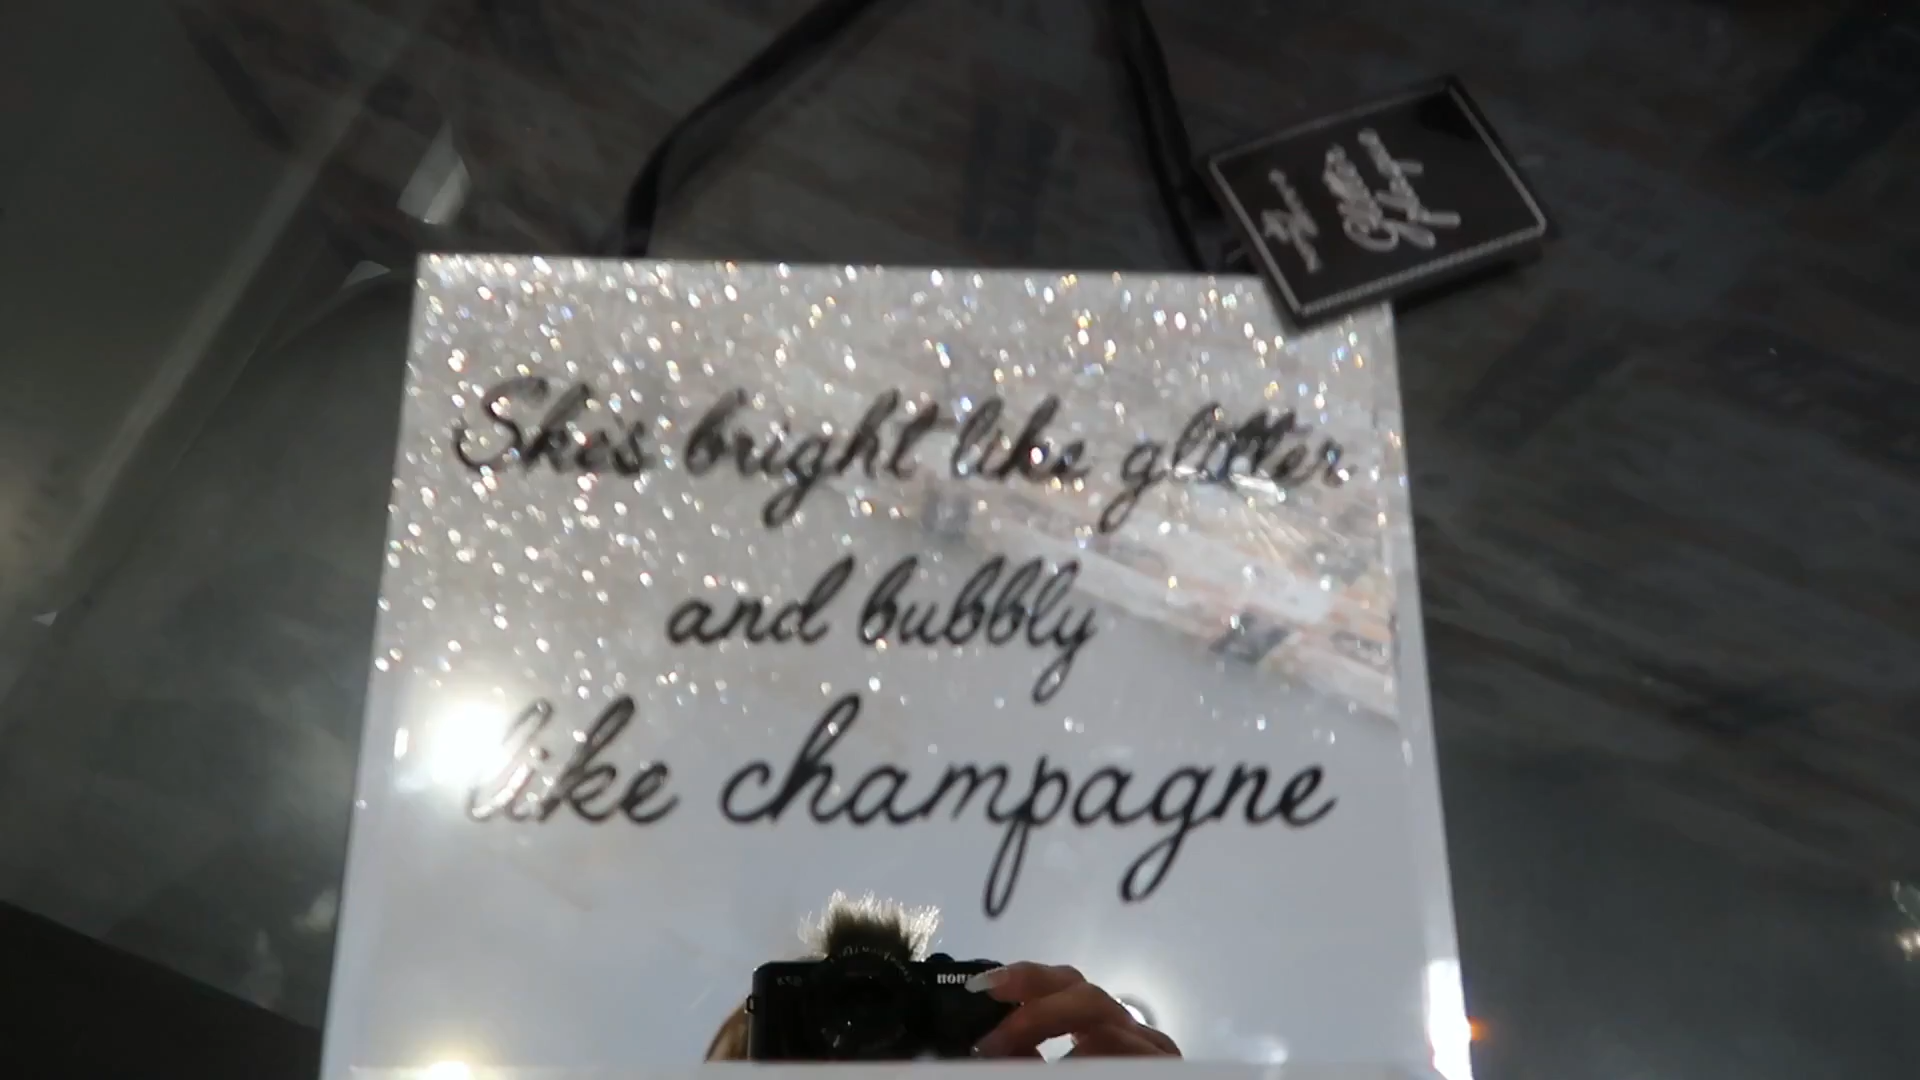 She's bright like glitter
and bubbly
like champagne